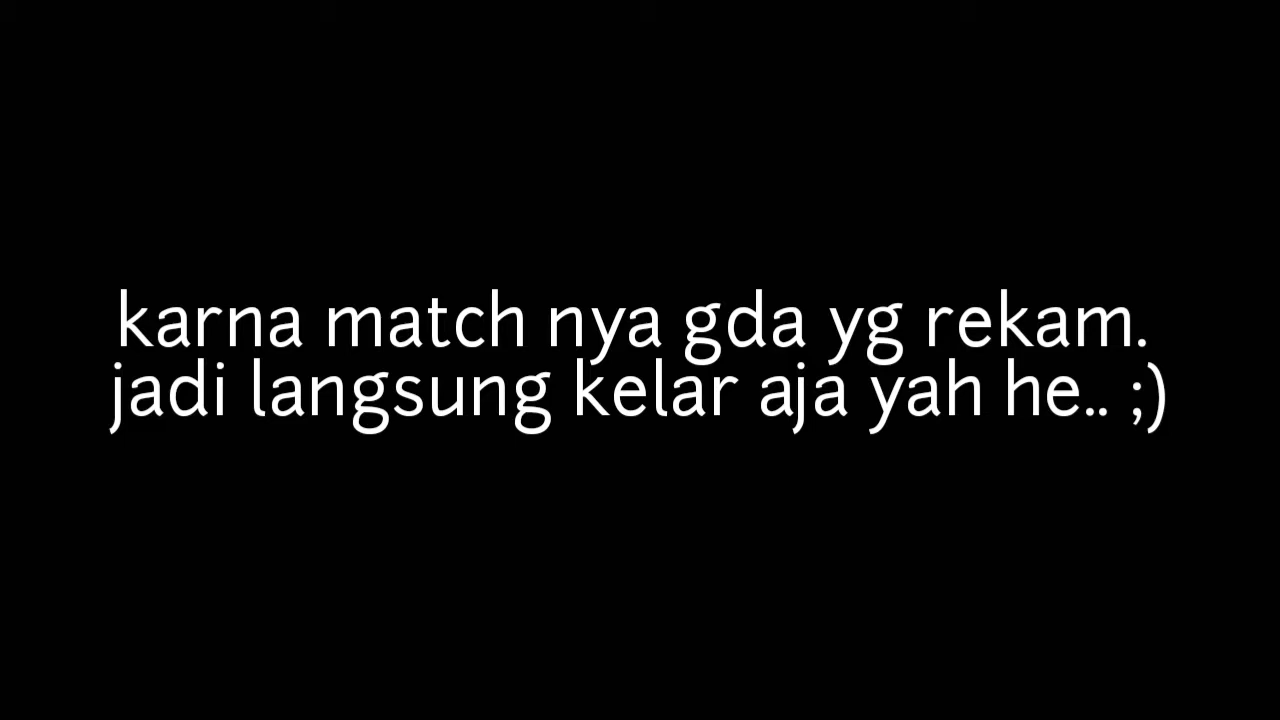 karna match nya gda yg rekam.
jadi langsung kelar aja yah he.. ;)